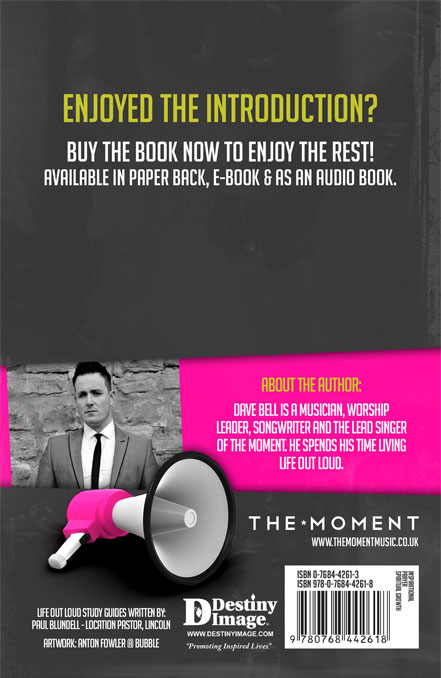 ENJOYED THE INTRODUCTION?
BUY THE BOOK NOW TO ENJOY THE REST!
AVAILABLE IN PAPER BACK, E-BOOK & AS AN AUDIO BOOK.
ABOUT THE AUTHOR:
DAVE BELL IS A MUSICIAN, WORSHIP
LEADER, SONGWRITER AND THE LEAD SINGER
OF THE MOMENT. HE SPENDS HIS TIME LIVING
LIFE OUT LOUD.
THE★MOMENT
WWW.THEMOMENTMUSIC.CO.UK
LIFE OUT LOUD STUDY GUIDES WRITTEN BY:
PAUL BLUNDELL - LOCATION PASTOR, LINCOLN
ARTWORK: ANTON FOWLER @ BUBBLE
D
Destiny
Image®
WWW.DESTINYIMAGE.COM
"Promoting Inspired Lives."
ISBN 0-7684-4261-3
ISBN 978-0-7684-4261-8
9 780768 442618
INSPIRATIONAL
PRAYER
SPIRITUAL GROWTH